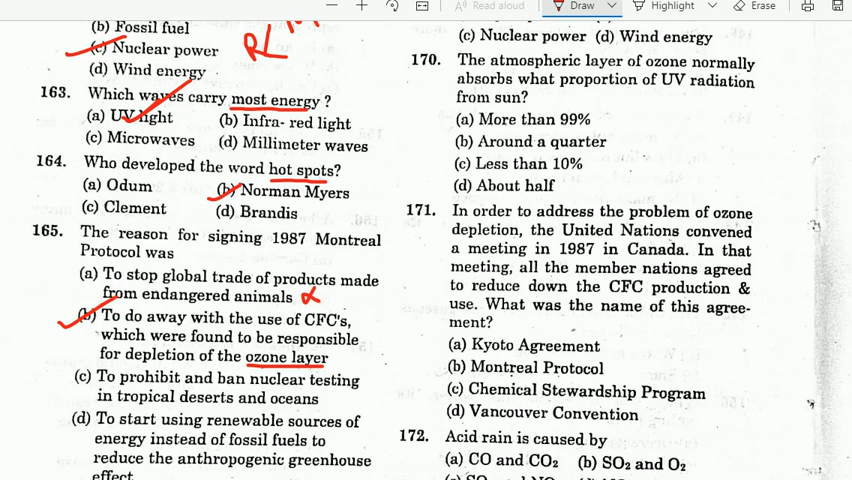 Read aloud
Draw
Highlight
Erase
(b) Fossil fuel
(c) Nuclear power
(d) Wind energy
163. Which waves carry most energy ?
(a) UV light (b) Infra- red light
(c) Microwaves (d) Millimeter waves
164. Who developed the word hot spots?
(a) Odum (b) Norman Myers
(c) Clement (d) Brandis
165. The reason for signing 1987 Montreal
Protocol was
(a) To stop global trade of products made
from endangered animals
(b) To do away with the use of CFC's,
which were found to be responsible
for depletion of the ozone layer
(c) To prohibit and ban nuclear testing
in tropical deserts and oceans
(d) To start using renewable sources of
energy instead of fossil fuels to
reduce the anthropogenic greenhouse
effect
(c) Nuclear power (d) Wind energy
170. The atmospheric layer of ozone normally
absorbs what proportion of UV radiation
from sun?
(a) More than 99%
(b) Around a quarter
(c) Less than 10%
(d) About half
171. In order to address the problem of ozone
depletion, the United Nations convened
a meeting in 1987 in Canada. In that
meeting, all the member nations agreed
to reduce down the CFC production &
use. What was the name of this agree-
ment?
(a) Kyoto Agreement
(b) Montreal Protocol
(c) Chemical Stewardship Program
(d) Vancouver Convention
172. Acid rain is caused by
(a) CO and CO2 (b) SO2 and O2